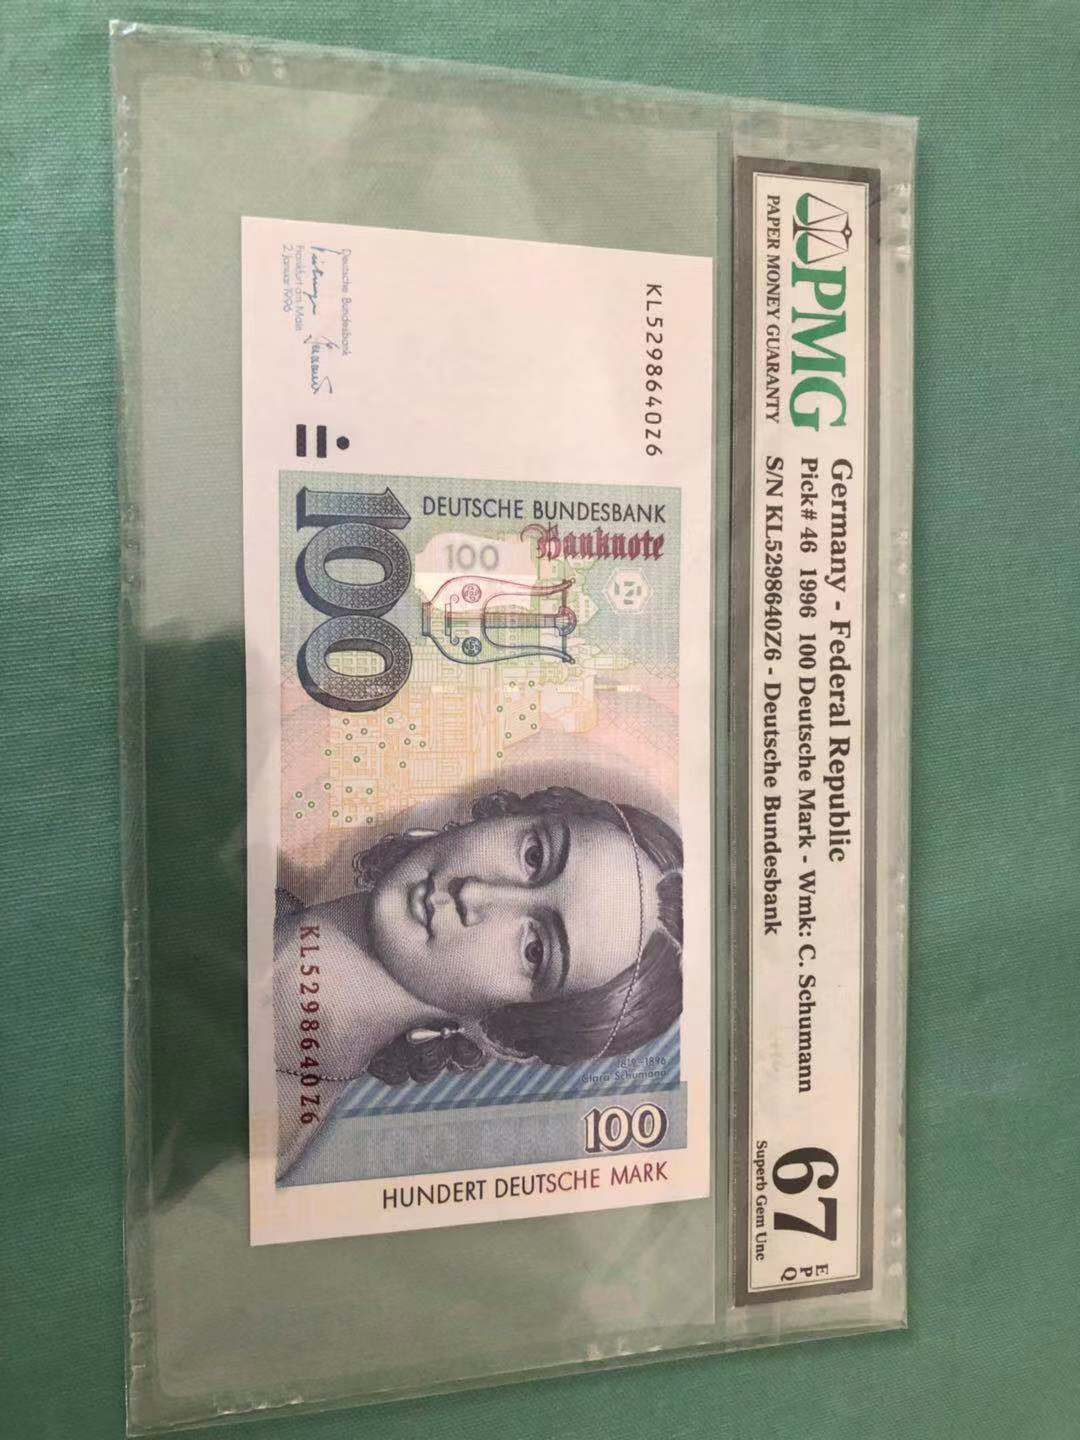 PMG
PAPER MONEY GUARANTY
Germany - Federal Republic
Pick# 46 1996 100 Deutsche Mark - Wmk: C. Schumann
S/N KL5298640Z6 - Deutsche Bundesbank
67
EPQ
Superb Gem Unc
KL5298640Z6
DEUTSCHE BUNDESBANK
Banknote
100
100
Deutsche Bundesbank
Frankfurt am Main
2. Januar 1996
1819-1896
Clara Schumann
KL5298640Z6
100
HUNDERT DEUTSCHE MARK